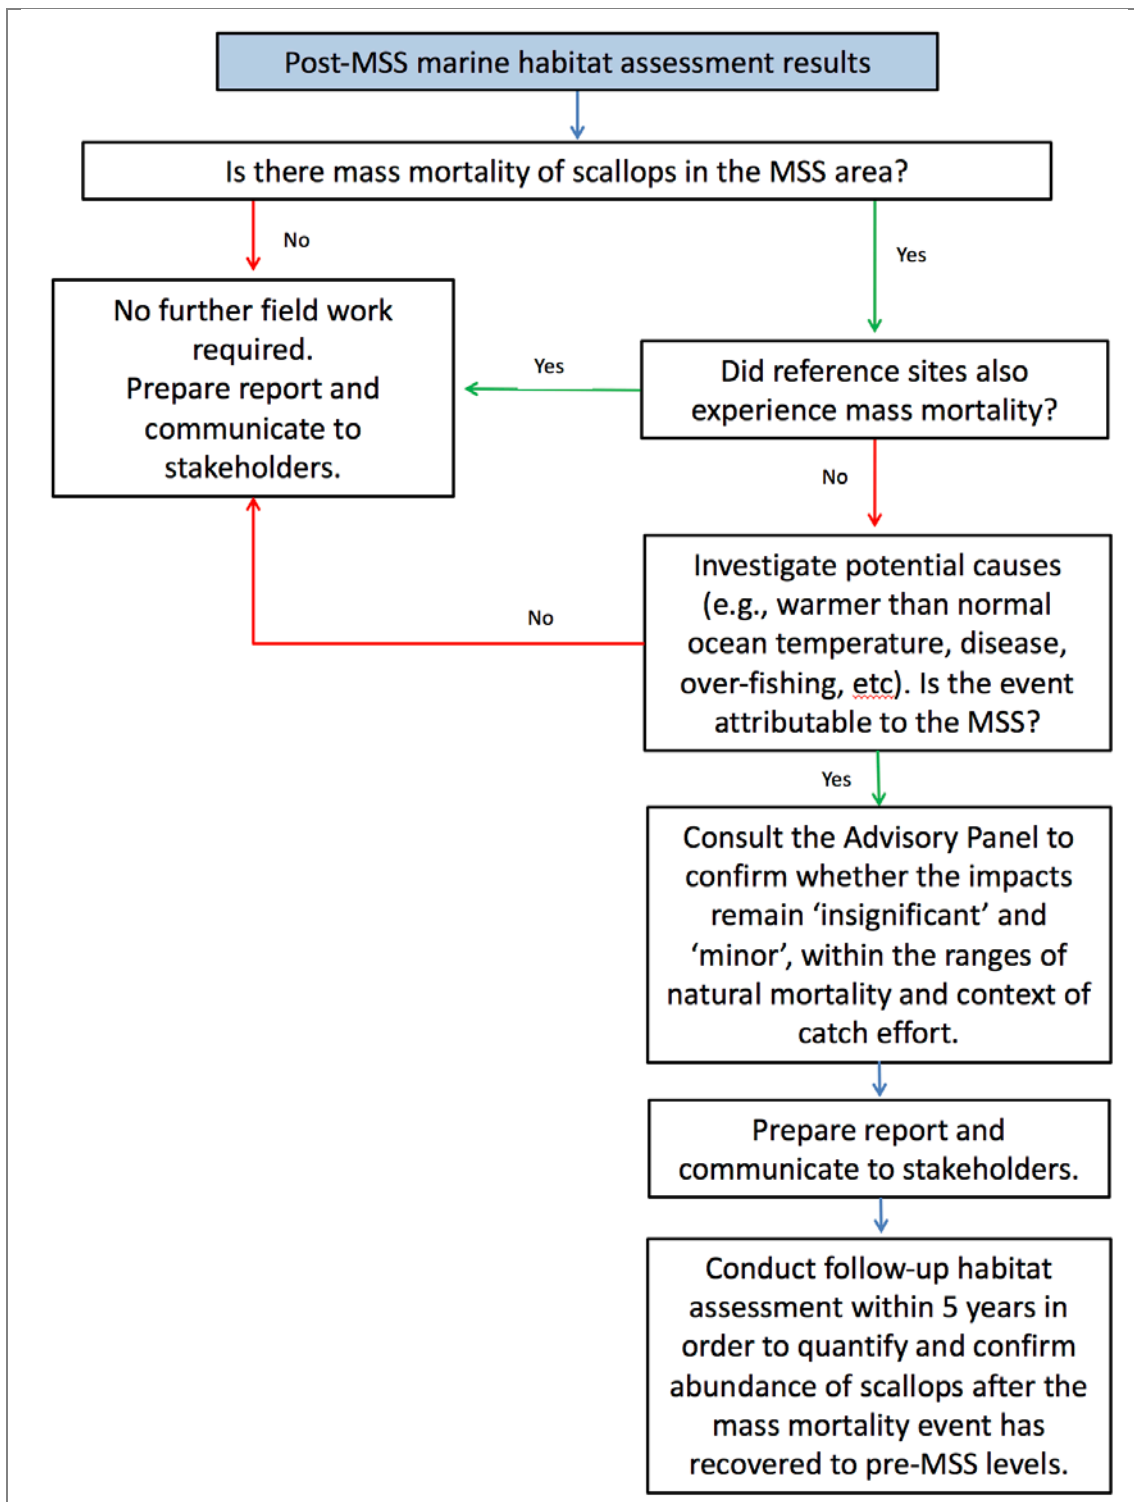 Post-MSS marine habitat assessment results
Is there mass mortality of scallops in the MSS area?
No
Yes
No further field work
required.
Prepare report and
communicate to
stakeholders.
Yes
Did reference sites also
experience mass mortality?
No
Investigate potential causes
(e.g., warmer than normal
ocean temperature, disease,
over-fishing, etc). Is the event
attributable to the MSS?
No
Yes
Consult the Advisory Panel to
confirm whether the impacts
remain ‘insignificant’ and
‘minor’, within the ranges of
natural mortality and context of
catch effort.
Prepare report and
communicate to stakeholders.
Conduct follow-up habitat
assessment within 5 years in
order to quantify and confirm
abundance of scallops after the
mass mortality event has
recovered to pre-MSS levels.